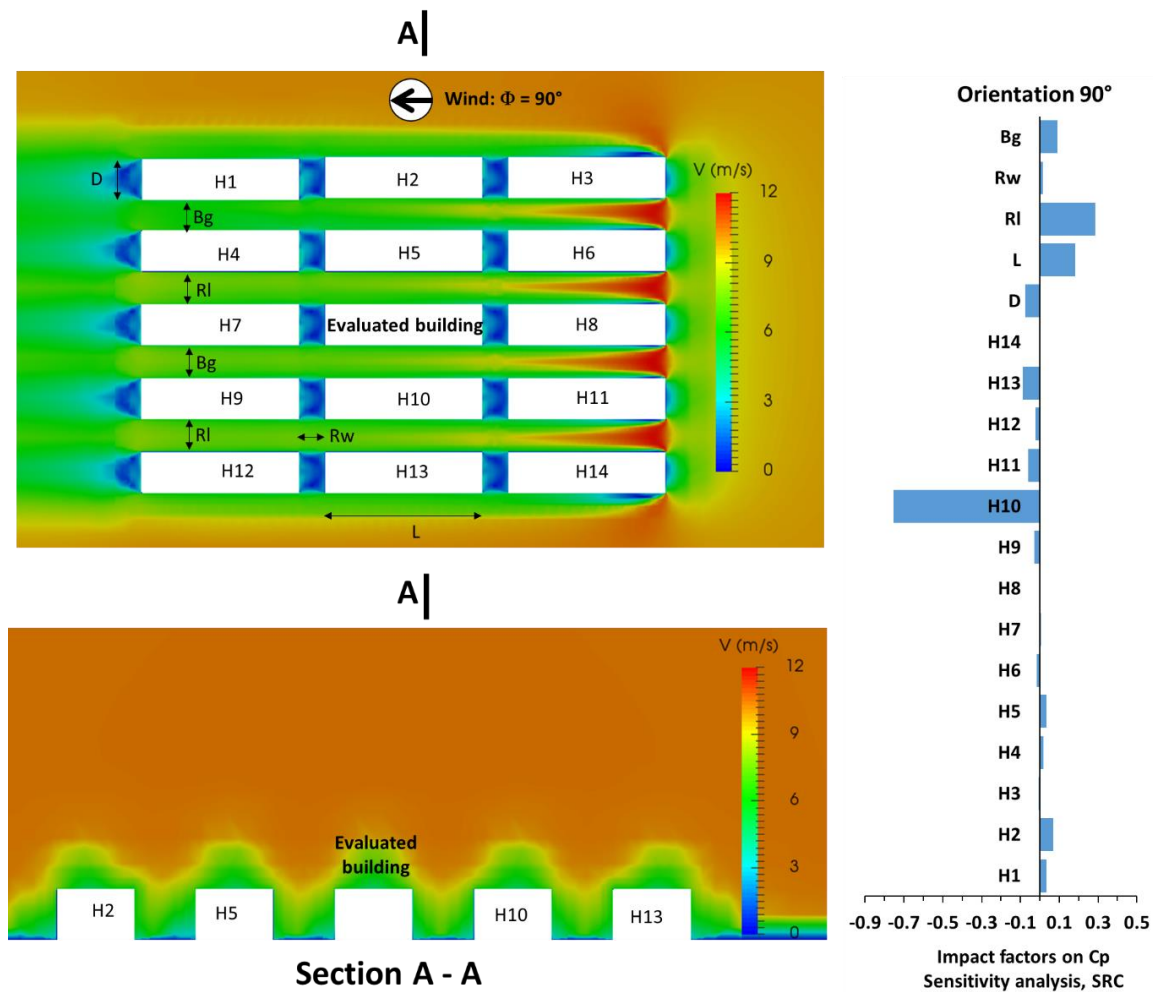 A
Wind: Φ = 90°
V (m/s)
12
9
6
3
0
D
H1
H2
H3
Bg
H4
H5
H6
Rl
H7
Evaluated building
H8
Bg
H9
H10
H11
Rl
Rw
H12
H13
H14
L
A
V (m/s)
12
9
6
3
0
Evaluated
building
H2
H5
H10
H13
Section A - A
Orientation 90°
Bg
Rw
Rl
L
D
H14
H13
H12
H11
H10
H9
H8
H7
H6
H5
H4
H3
H2
H1
-0.9 -0.7 -0.5 -0.3 -0.1 0.1 0.3 0.5
Impact factors on Cp
Sensitivity analysis, SRC